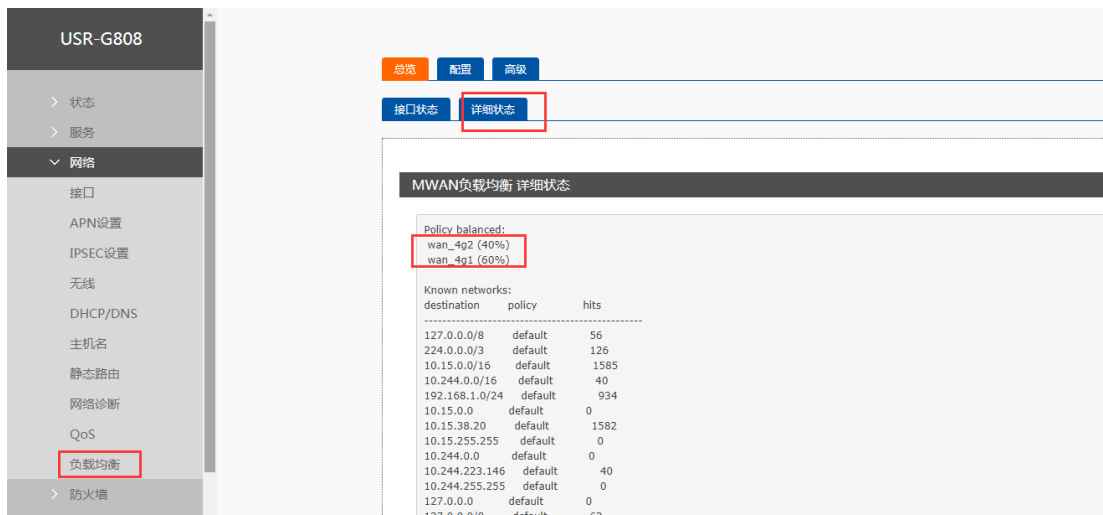 USR-G808
状态
服务
网络
接口
APN设置
IPSEC设置
无线
DHCP/DNS
主机名
静态路由
网络诊断
QoS
负载均衡
防火墙
总览 配置 高级
接口状态 详细状态
MWAN负载均衡 详细状态
Policy balanced:
wan_4g2 (40%)
wan_4g1 (60%)
Known networks:
destination policy hits
-------------------------------------------------
127.0.0.0/8 default 56
224.0.0.0/3 default 126
10.15.0.0/16 default 1585
10.244.0.0/16 default 40
192.168.1.0/24 default 934
10.15.0.0 default 0
10.15.38.20 default 1582
10.15.255.255 default 0
10.244.0.0 default 0
10.244.223.146 default 40
10.244.255.255 default 0
127.0.0.0 default 0
127.0.0.0/8 default 62